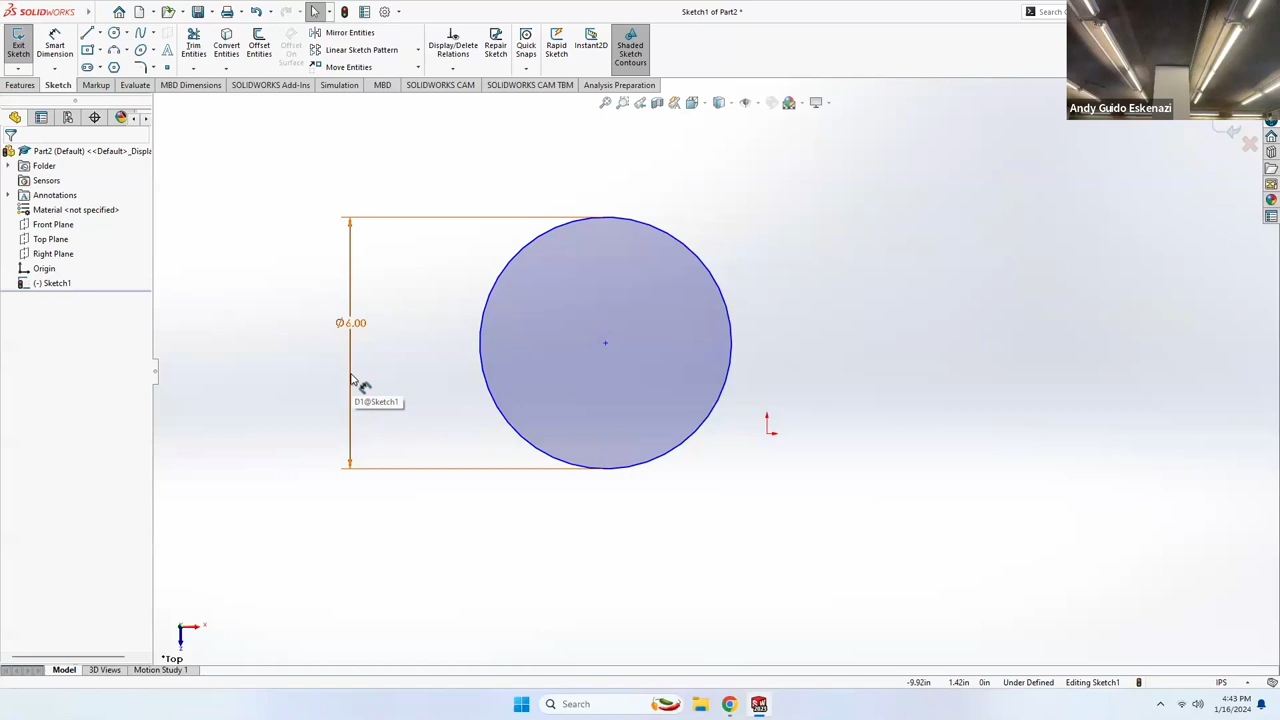 SOLIDWORKS
Sketch1 of Part2 *
Search Co
Andy Guido Eskenazi
Exit Sketch
Smart Dimension
Trim Entities
Convert Entities
Offset Entities
Offset On Surface
Mirror Entities
Linear Sketch Pattern
Move Entities
Display/Delete Relations
Repair Sketch
Quick Snaps
Rapid Sketch
Instant2D
Shaded Sketch Contours
Features
Sketch
Markup
Evaluate
MBD Dimensions
SOLIDWORKS Add-Ins
Simulation
MBD
SOLIDWORKS CAM
SOLIDWORKS CAM TBM
Analysis Preparation
Part2 (Default) <<Default>_Displa
Folder
Sensors
Annotations
Material <not specified>
Front Plane
Top Plane
Right Plane
Origin
(-) Sketch1
Ø6.00
D1@Sketch1
x
z
*Top
Model
3D Views
Motion Study 1
-9.92in
1.42in
0in
Under Defined
Editing Sketch1
IPS
Search
4:43 PM
1/16/2024